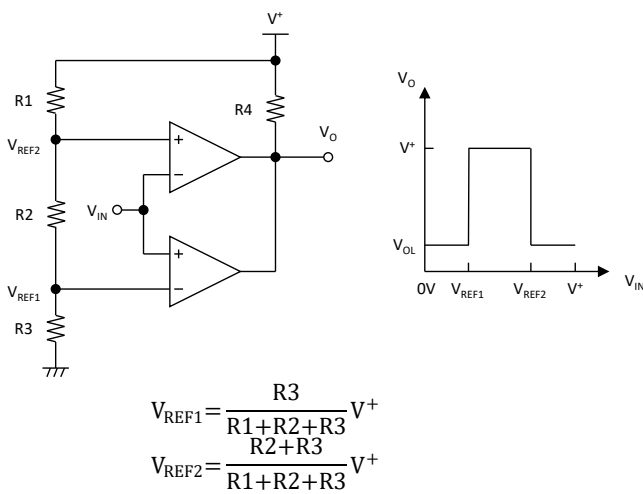 V⁺
R1
R4
V_REF2
V_O
+
−
R2
V_IN
+
−
V_REF1
R3
V_O
V⁺
V_OL
0V V_REF1 V_REF2 V⁺
V_IN
V_REF1 = R3 / (R1+R2+R3) V⁺
V_REF2 = (R2+R3) / (R1+R2+R3) V⁺